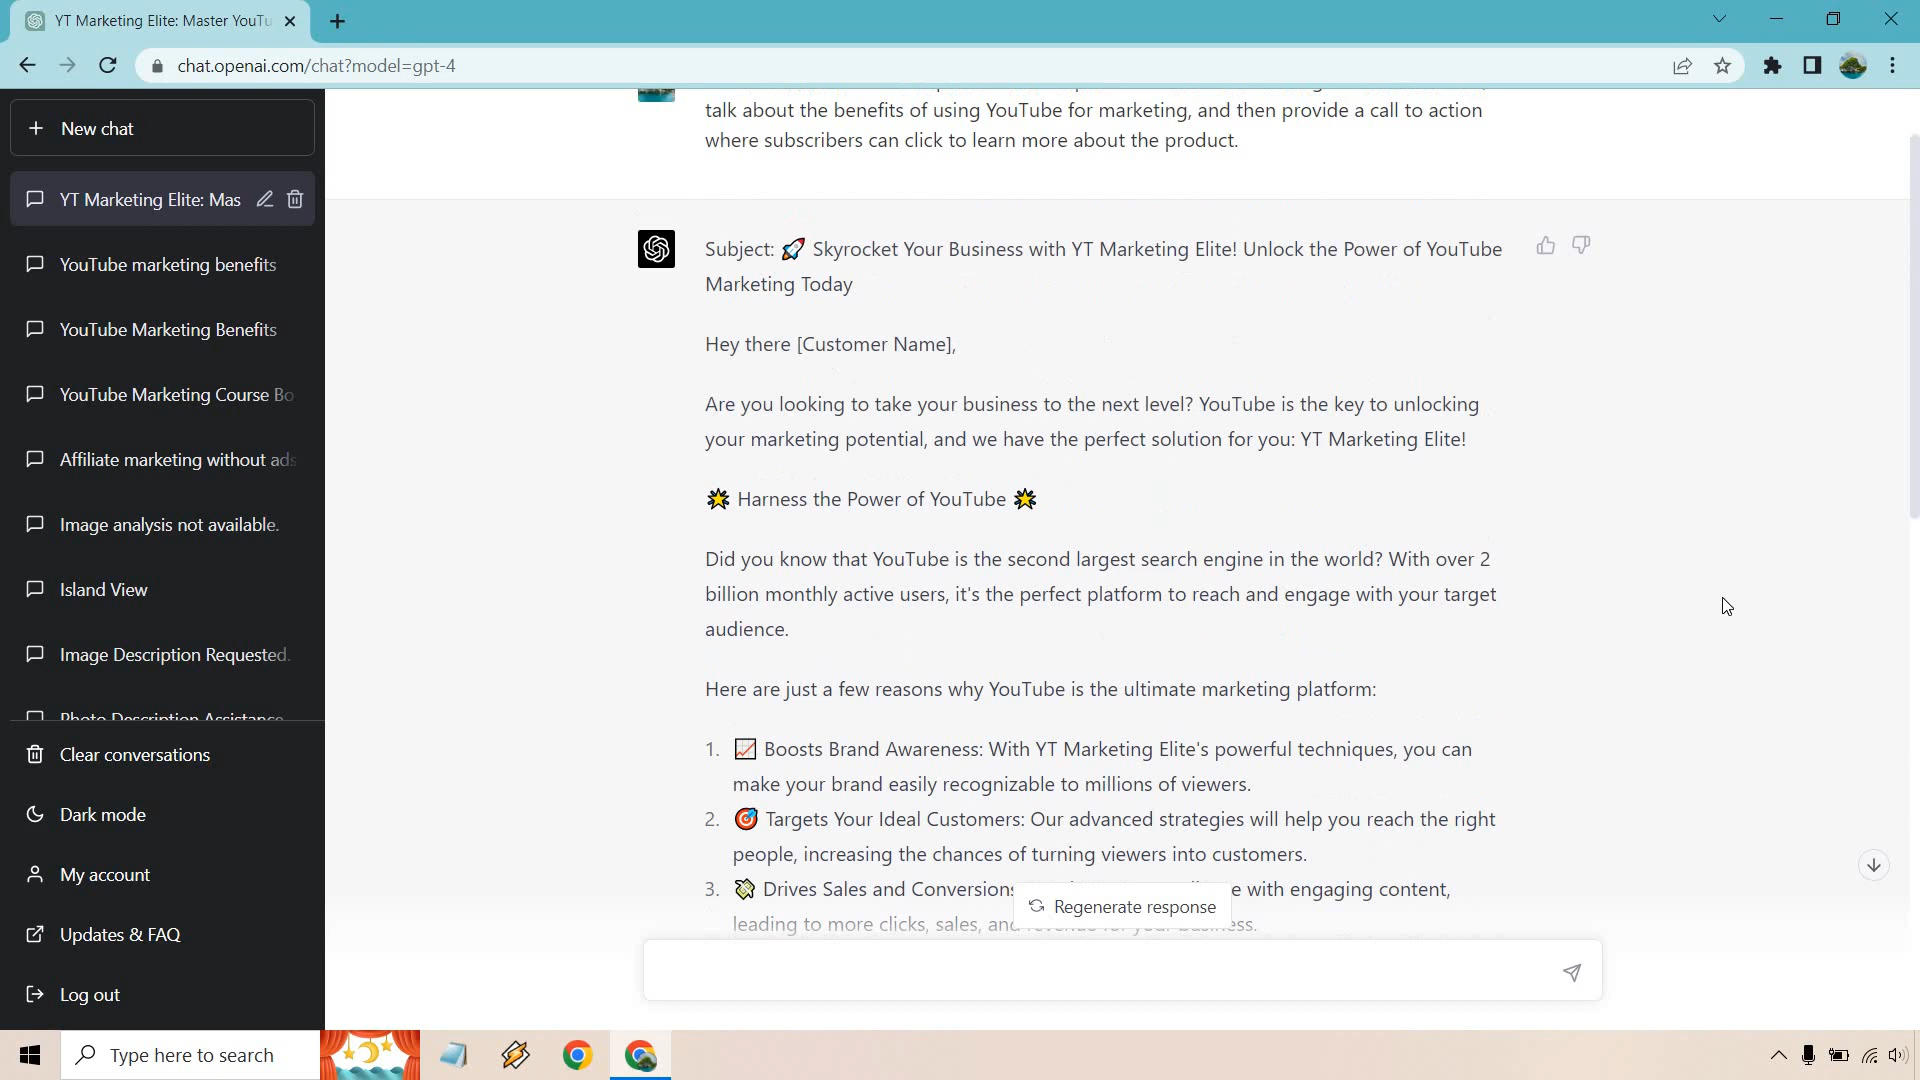 YT Marketing Elite: Master YouTu
chat.openai.com/chat?model=gpt-4
New chat
YT Marketing Elite: Mas
YouTube marketing benefits
YouTube Marketing Benefits
YouTube Marketing Course Bo
Affiliate marketing without ads
Image analysis not available.
Island View
Image Description Requested.
Photo Description Assistance
Clear conversations
Dark mode
My account
Updates & FAQ
Log out
talk about the benefits of using YouTube for marketing, and then provide a call to action
where subscribers can click to learn more about the product.
Subject: 🚀 Skyrocket Your Business with YT Marketing Elite! Unlock the Power of YouTube
Marketing Today
Hey there [Customer Name],
Are you looking to take your business to the next level? YouTube is the key to unlocking
your marketing potential, and we have the perfect solution for you: YT Marketing Elite!
🌟 Harness the Power of YouTube 🌟
Did you know that YouTube is the second largest search engine in the world? With over 2
billion monthly active users, it's the perfect platform to reach and engage with your target
audience.
Here are just a few reasons why YouTube is the ultimate marketing platform:
1. 📈 Boosts Brand Awareness: With YT Marketing Elite's powerful techniques, you can
make your brand easily recognizable to millions of viewers.
2. 🎯 Targets Your Ideal Customers: Our advanced strategies will help you reach the right
people, increasing the chances of turning viewers into customers.
3. 💸 Drives Sales and Conversions with engaging content,
leading to more clicks, sales, and revenue for your business.
Regenerate response
Type here to search